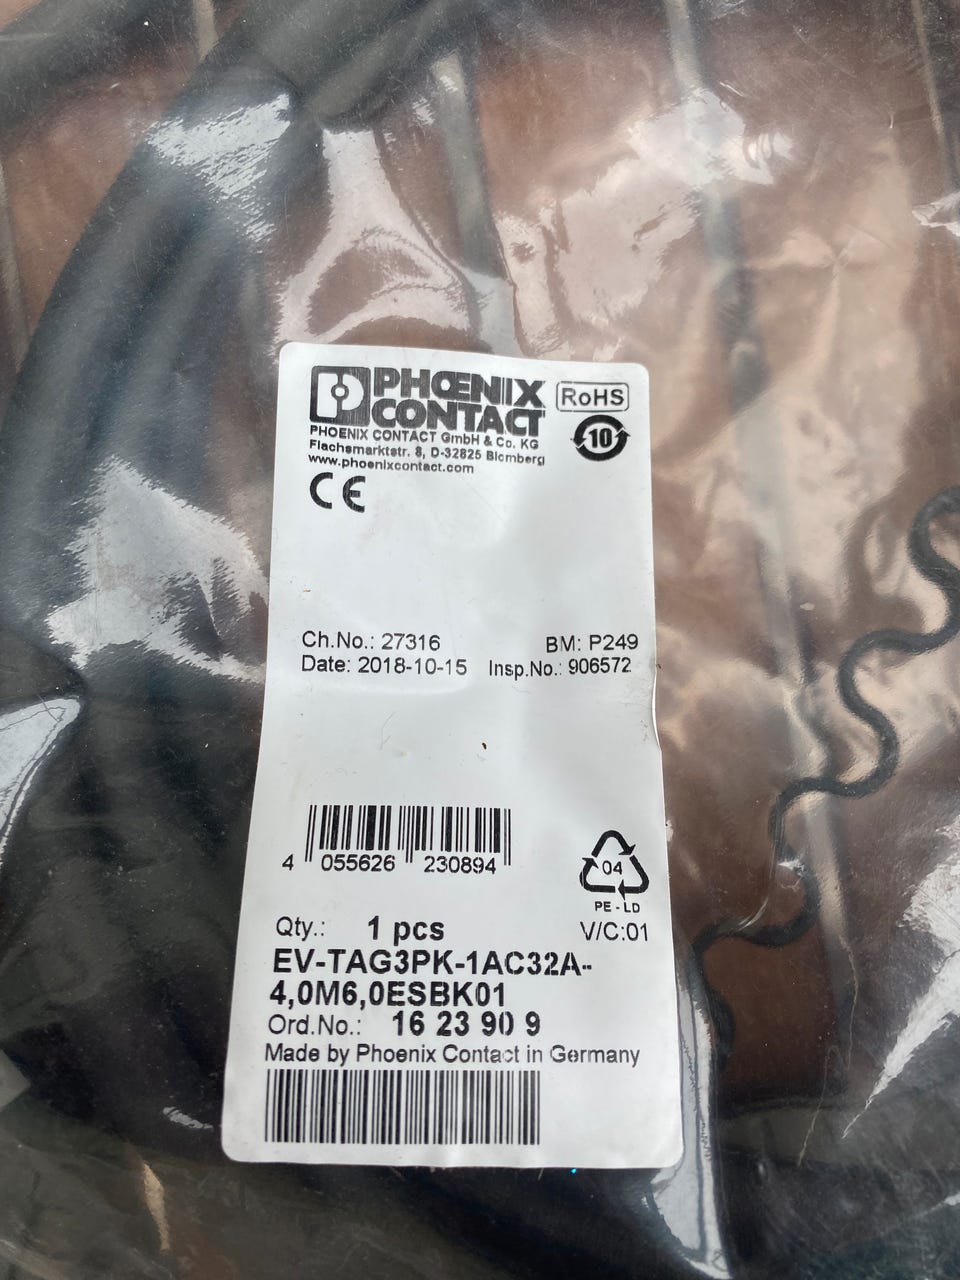 PHŒNIX
CONTACT
RoHS
10
PHOENIX CONTACT GmbH & Co. KG
Flachsmarktstr. 8, D-32825 Blomberg
www.phoenixcontact.com
CE
Ch.No.: 27316 BM: P249
Date: 2018-10-15 Insp.No.: 906572
4 055626 230894
04
PE-LD
Qty.: 1 pcs V/C:01
EV-TAG3PK-1AC32A-
4,0M6,0ESBK01
Ord.No.: 16 23 90 9
Made by Phoenix Contact in Germany